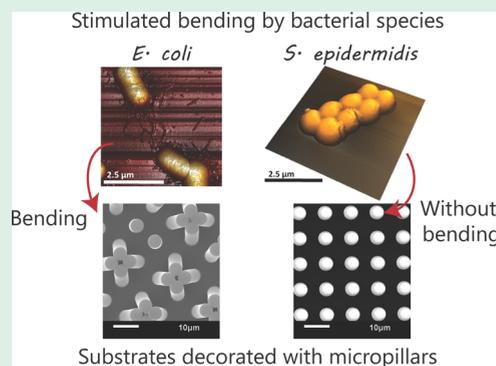 Stimulated bending by bacterial species
E. coli
S. epidermidis
2.5 µm
2.5 µm
Bending
Without
bending
10µm
10µm
Substrates decorated with micropillars